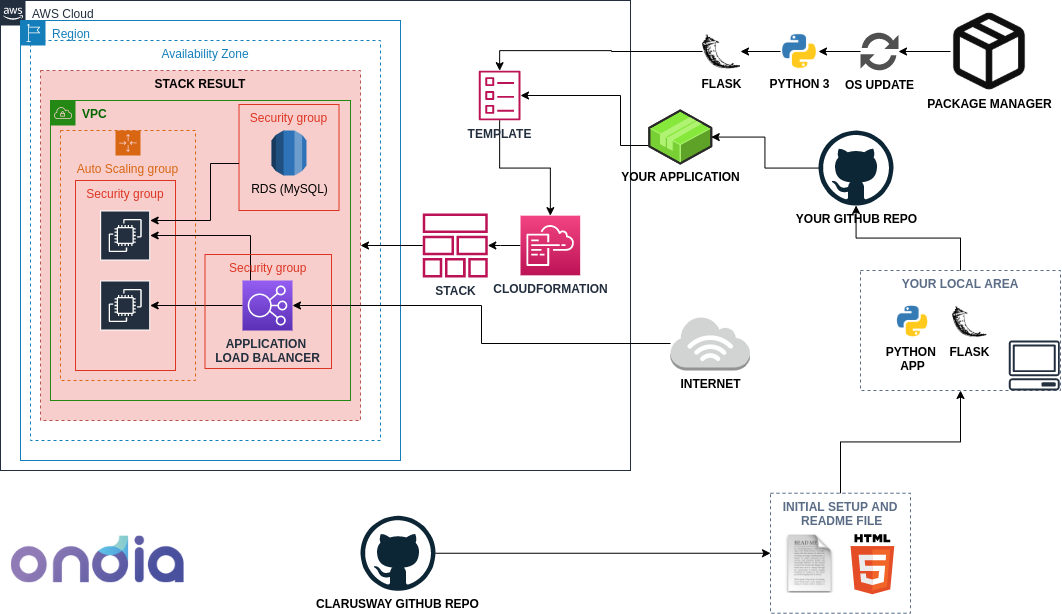 aws
AWS Cloud
Region
Availability Zone
STACK RESULT
VPC
Security group
RDS (MySQL)
Auto Scaling group
Security group
Security group
APPLICATION
LOAD BALANCER
TEMPLATE
STACK
CLOUDFORMATION
FLASK
PYTHON 3
OS UPDATE
PACKAGE MANAGER
YOUR APPLICATION
YOUR GITHUB REPO
INTERNET
YOUR LOCAL AREA
PYTHON
APP
FLASK
INITIAL SETUP AND
README FILE
README
HTML
5
ondia
CLARUSWAY GITHUB REPO